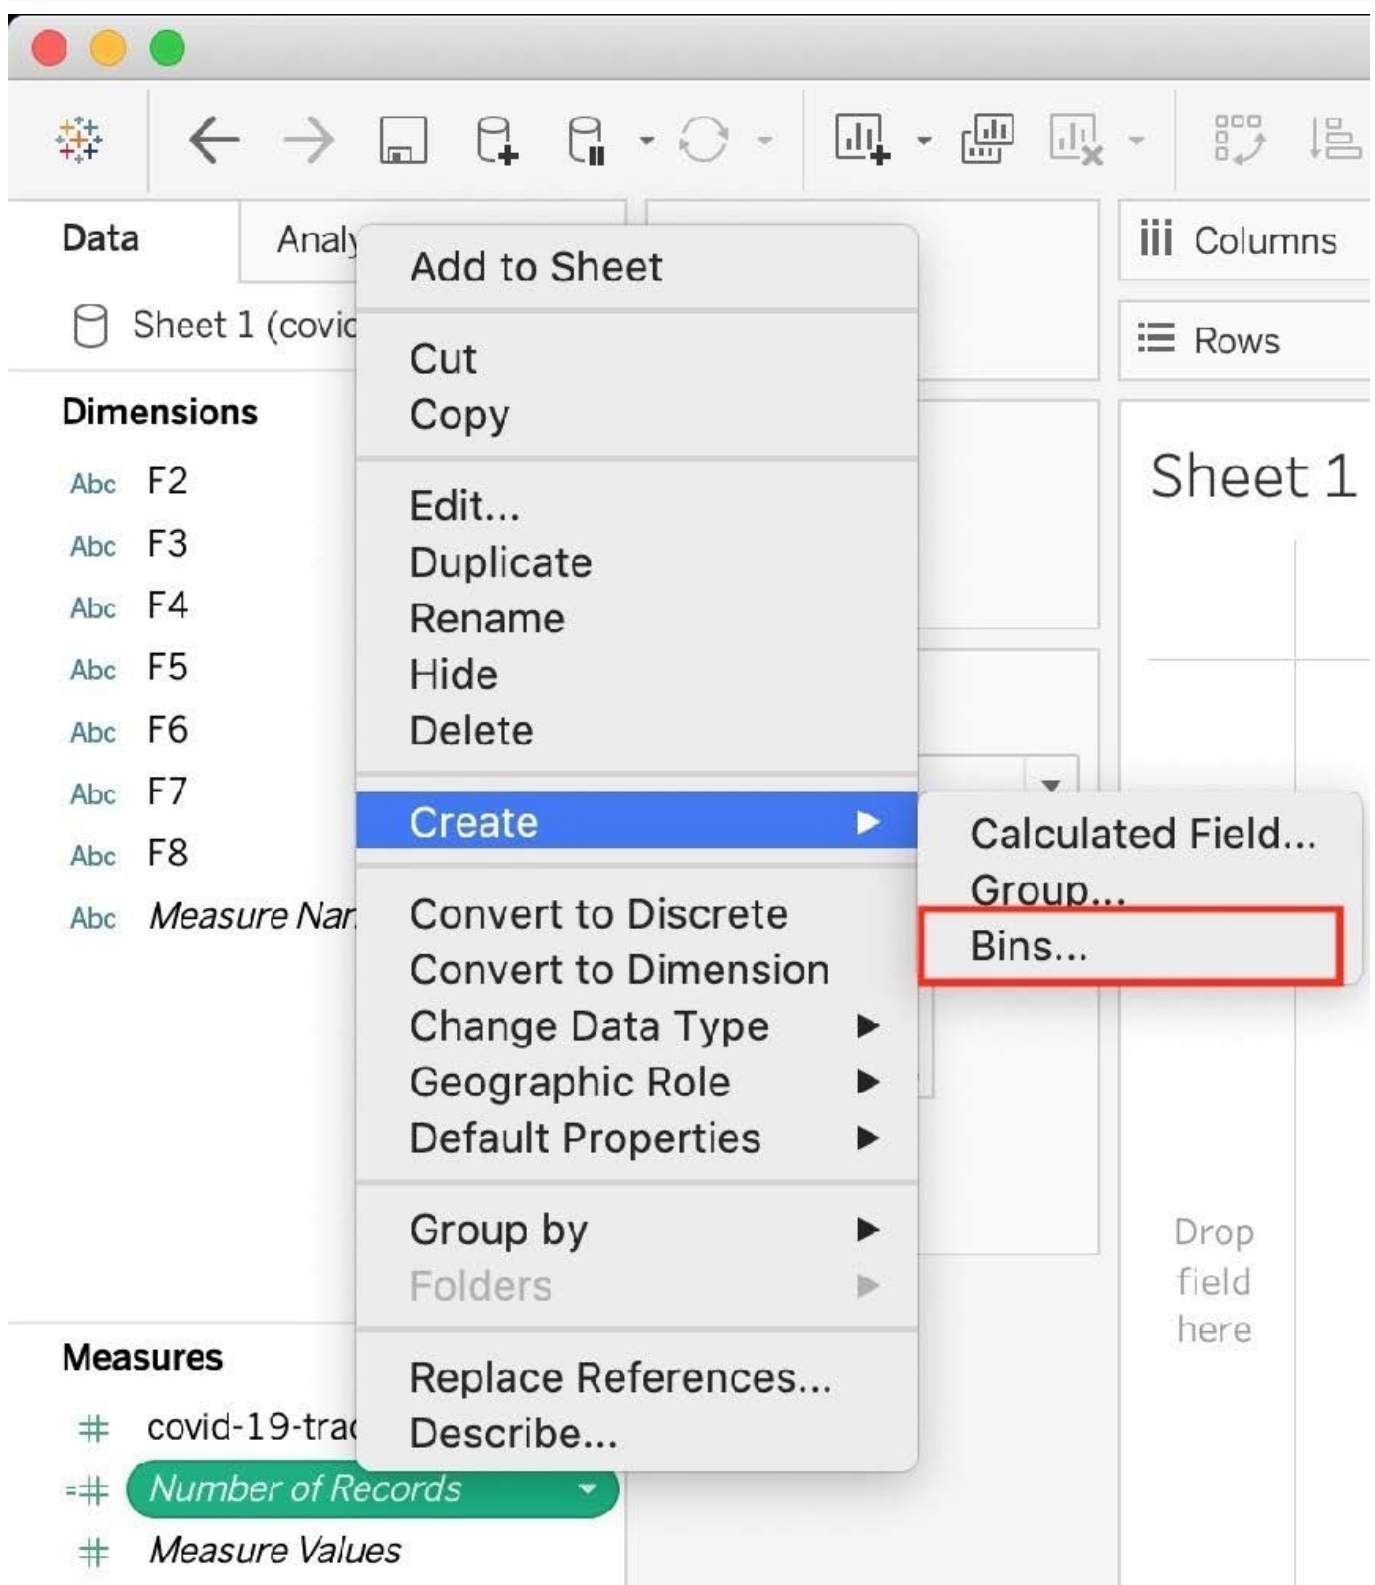 Data
Analy
Sheet 1 (covid
Dimensions
Abc F2
Abc F3
Abc F4
Abc F5
Abc F6
Abc F7
Abc F8
Abc Measure Nar
Measures
covid-19-trac
=# Number of Records
Measure Values
Add to Sheet
Cut
Copy
Edit...
Duplicate
Rename
Hide
Delete
Create
Convert to Discrete
Convert to Dimension
Change Data Type
Geographic Role
Default Properties
Group by
Folders
Replace References...
Describe...
Calculated Field...
Group...
Bins...
Columns
Rows
Sheet 1
Drop
field
here